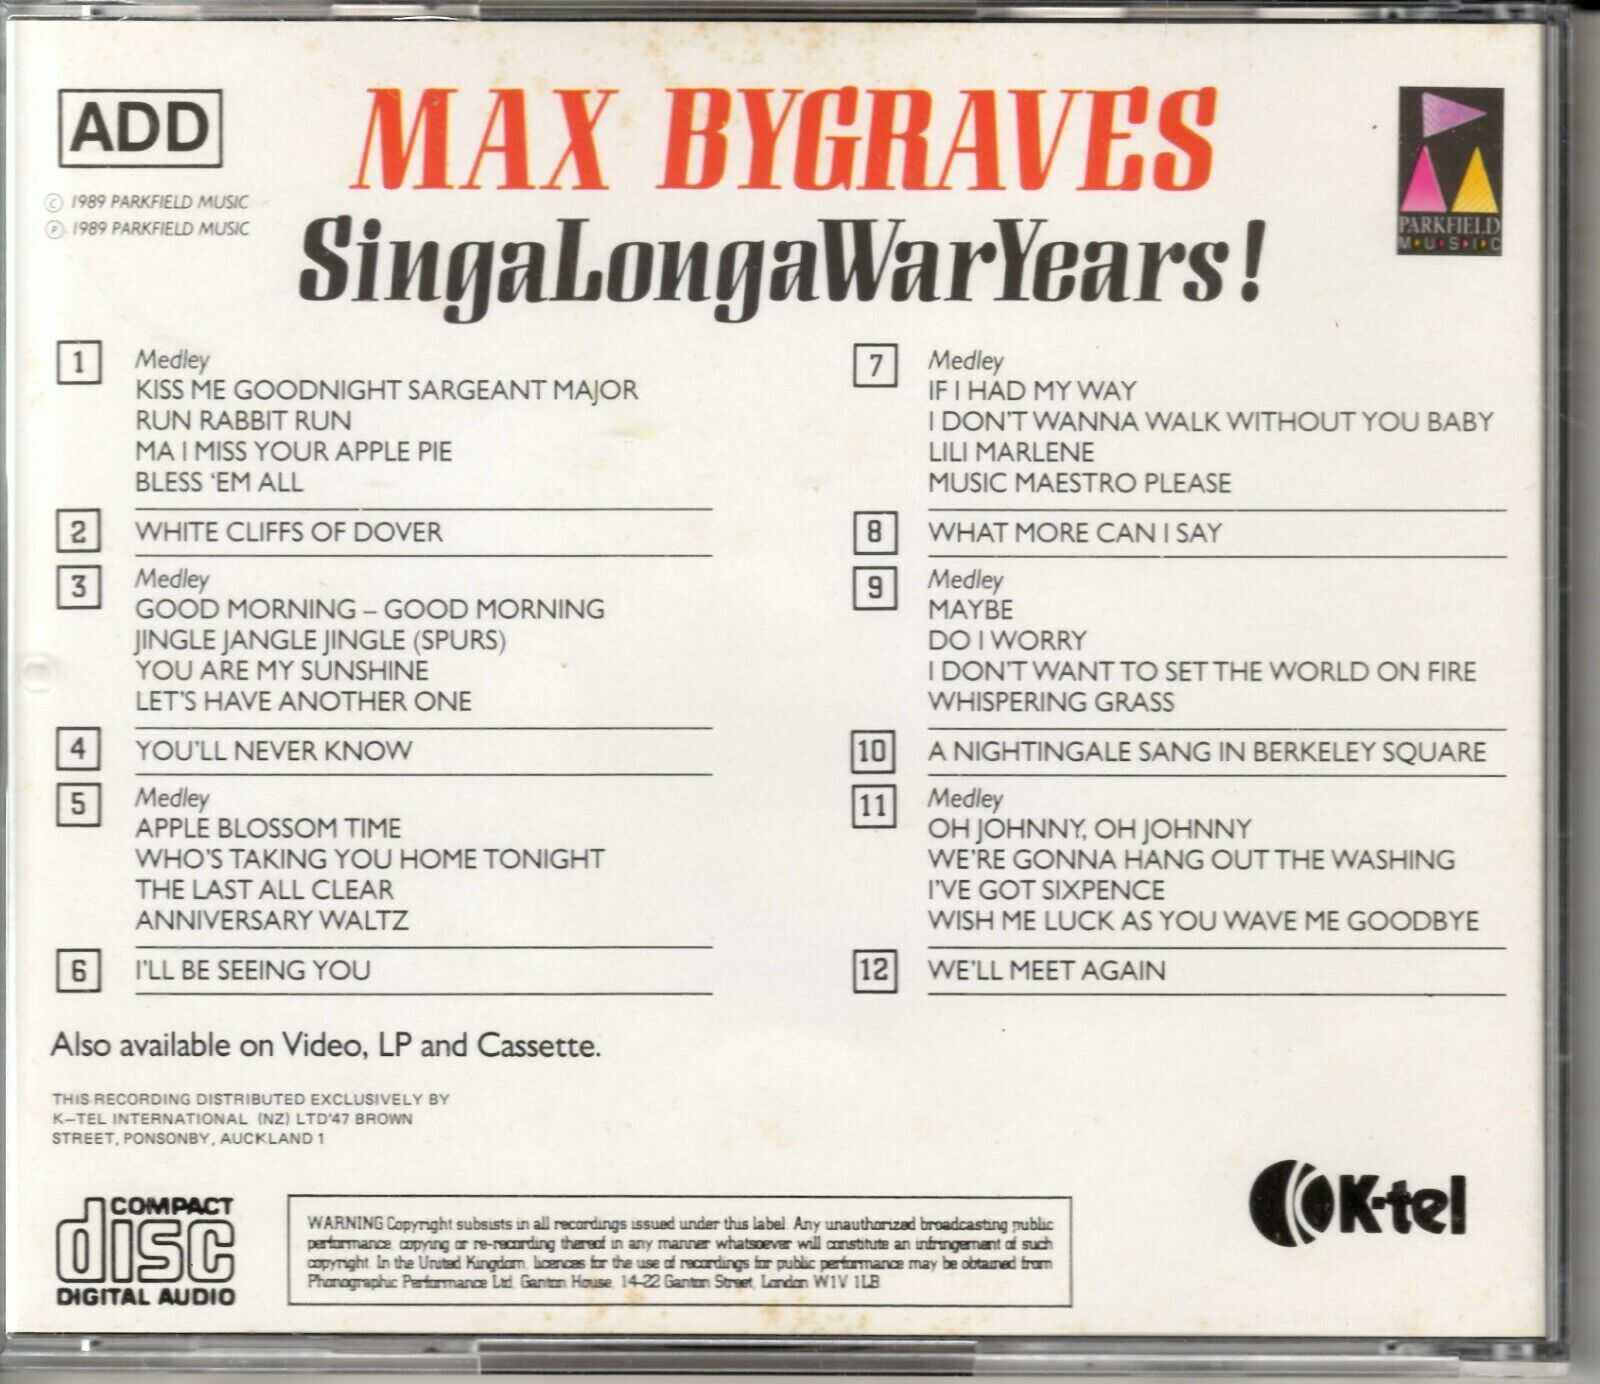 ADD
© 1989 PARKFIELD MUSIC
℗ 1989 PARKFIELD MUSIC
MAX BYGRAVES
SingaLongaWarYears!
PARKFIELD
MUSIC
1 Medley
KISS ME GOODNIGHT SARGEANT MAJOR
RUN RABBIT RUN
MA I MISS YOUR APPLE PIE
BLESS 'EM ALL
2 WHITE CLIFFS OF DOVER
3 Medley
GOOD MORNING – GOOD MORNING
JINGLE JANGLE JINGLE (SPURS)
YOU ARE MY SUNSHINE
LET'S HAVE ANOTHER ONE
4 YOU'LL NEVER KNOW
5 Medley
APPLE BLOSSOM TIME
WHO'S TAKING YOU HOME TONIGHT
THE LAST ALL CLEAR
ANNIVERSARY WALTZ
6 I'LL BE SEEING YOU
7 Medley
IF I HAD MY WAY
I DON'T WANNA WALK WITHOUT YOU BABY
LILI MARLENE
MUSIC MAESTRO PLEASE
8 WHAT MORE CAN I SAY
9 Medley
MAYBE
DO I WORRY
I DON'T WANT TO SET THE WORLD ON FIRE
WHISPERING GRASS
10 A NIGHTINGALE SANG IN BERKELEY SQUARE
11 Medley
OH JOHNNY, OH JOHNNY
WE'RE GONNA HANG OUT THE WASHING
I'VE GOT SIXPENCE
WISH ME LUCK AS YOU WAVE ME GOODBYE
12 WE'LL MEET AGAIN
Also available on Video, LP and Cassette.
THIS RECORDING DISTRIBUTED EXCLUSIVELY BY
K–TEL INTERNATIONAL (NZ) LTD'47 BROWN
STREET, PONSONBY, AUCKLAND 1
COMPACT
disc
DIGITAL AUDIO
WARNING Copyright subsists in all recordings issued under this label. Any unauthorized broadcasting public
performance, copying or re-recording thereof in any manner whatsoever will constitute an infringement of such
copyright. In the United Kingdom, licences for the use of recordings for public performance may be obtained from
Phonographic Performance Ltd, Ganton House, 14-22 Ganton Street, London W1V 1LB
K-tel